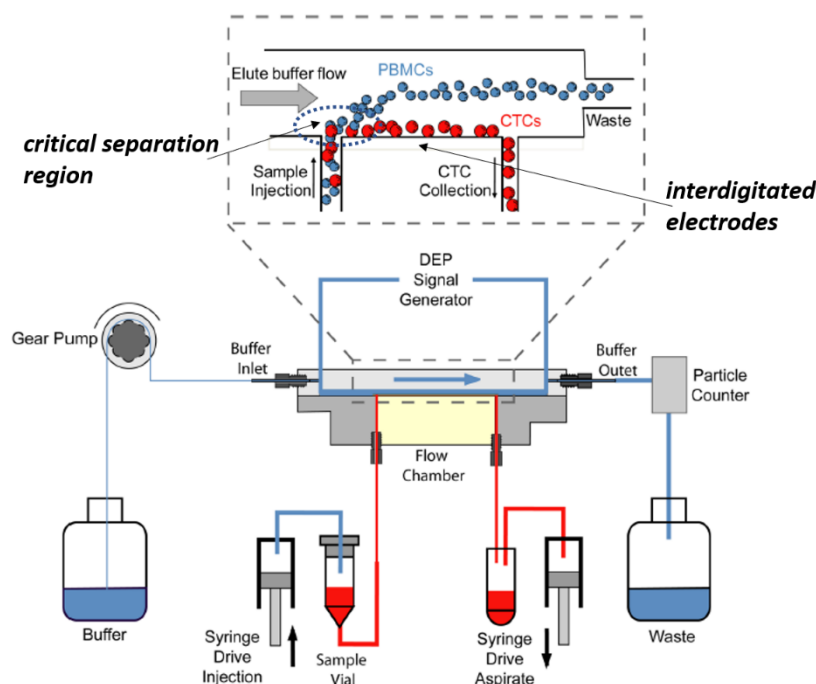 Elute buffer flow
PBMCs
CTCs
Waste
critical separation
region
Sample
Injection
CTC
Collection
interdigitated
electrodes
DEP
Signal
Generator
Gear Pump
Buffer
Inlet
Buffer
Outet
Particle
Counter
Flow
Chamber
Buffer
Syringe
Drive
Injection
Sample
Vial
Syringe
Drive
Aspirate
Waste